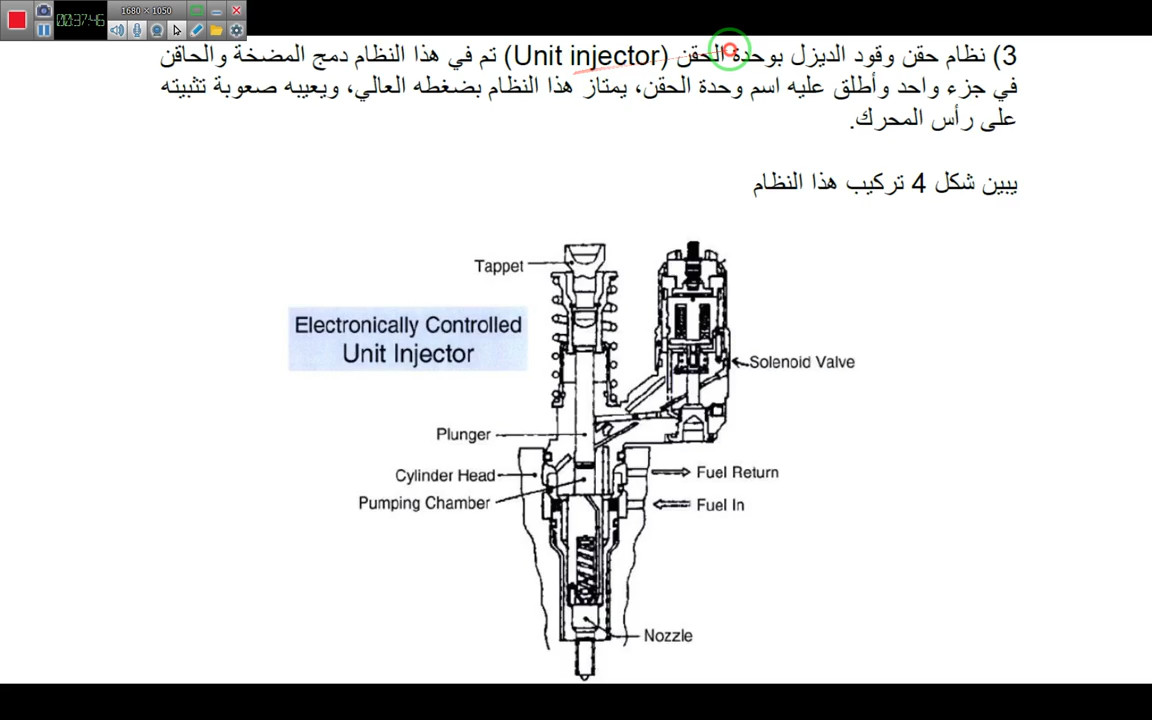 00:37:46
1680 × 1050
3) نظام حقن وقود الديزل بوحدة الحقن (Unit injector) تم في هذا النظام دمج المضخة والحاقن
في جزء واحد وأطلق عليه اسم وحدة الحقن، يمتاز هذا النظام بضغطه العالي، ويعيبه صعوبة تثبيته
على رأس المحرك.
يبين شكل 4 تركيب هذا النظام
Tappet
Electronically Controlled
Unit Injector
Solenoid Valve
Plunger
Cylinder Head
Fuel Return
Pumping Chamber
Fuel In
Nozzle